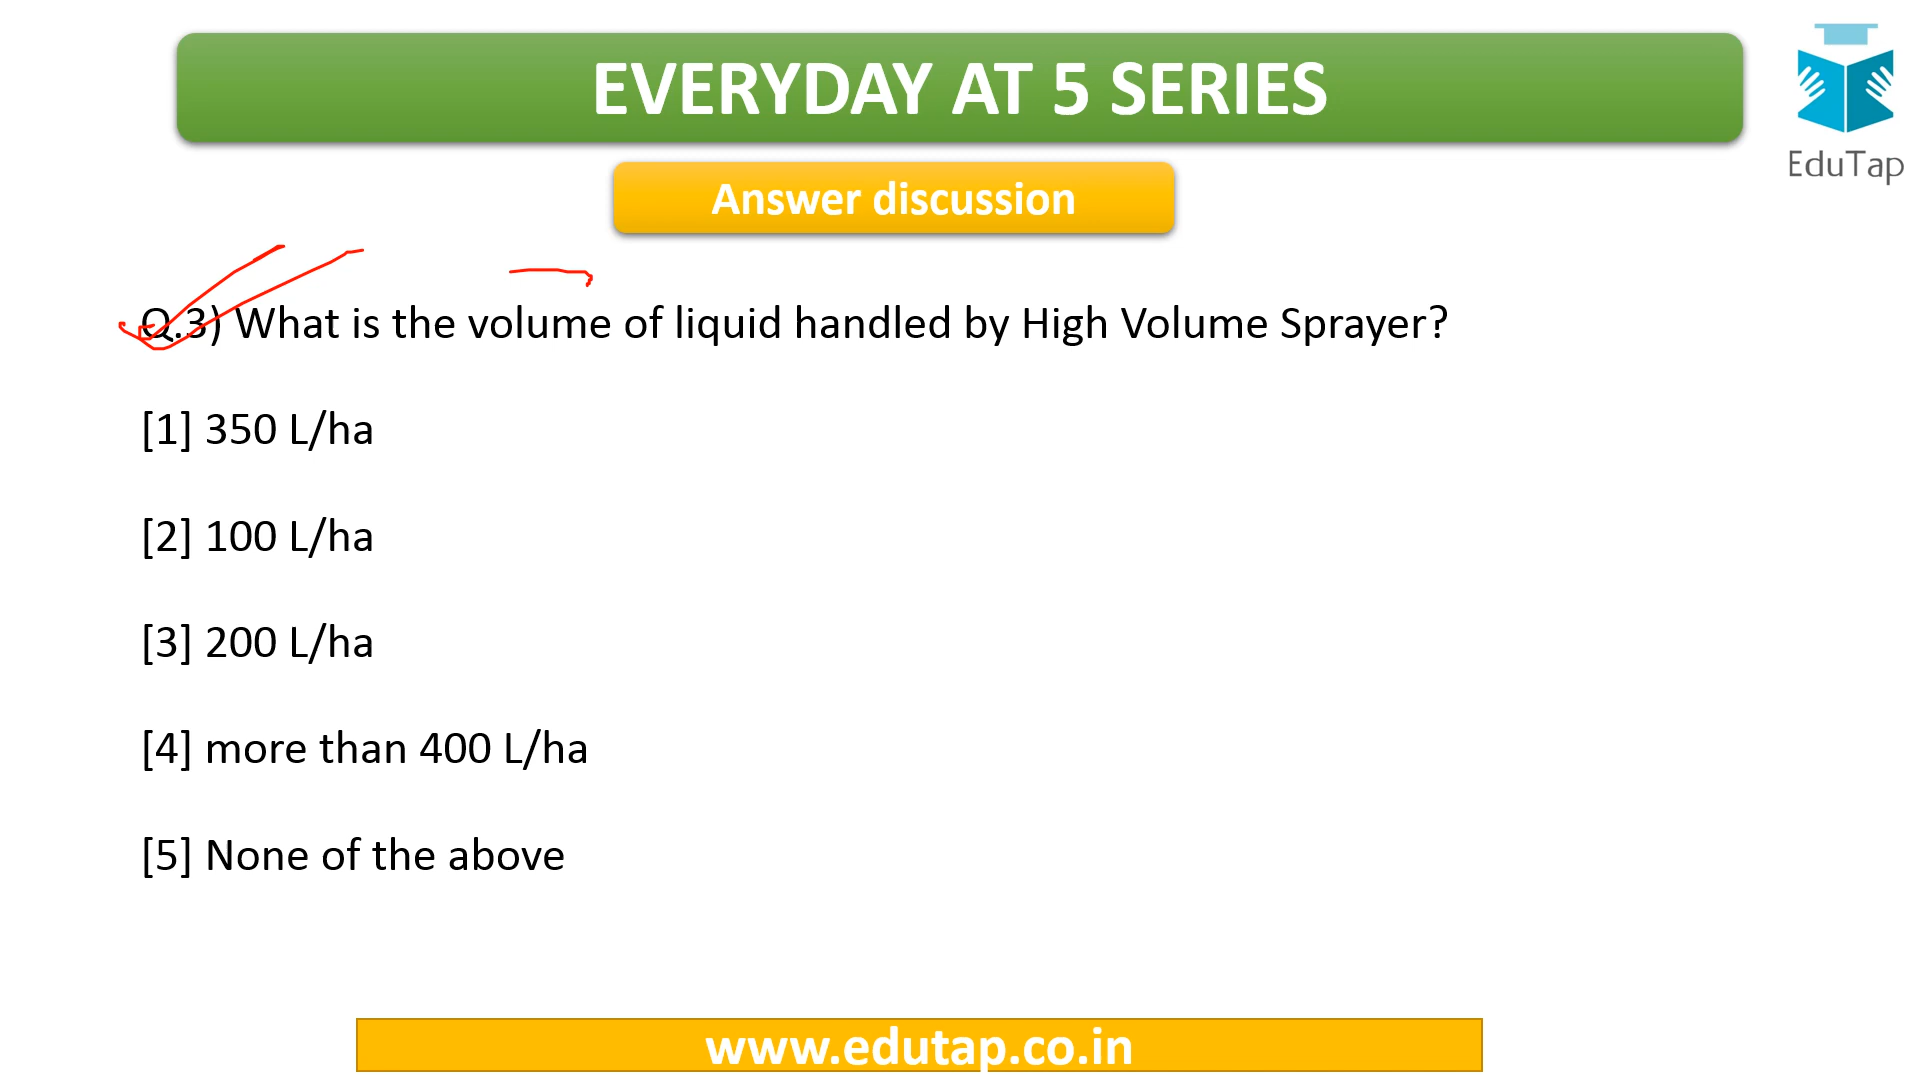 EVERYDAY AT 5 SERIES
EduTap
Answer discussion
Q.3) What is the volume of liquid handled by High Volume Sprayer?
[1] 350 L/ha
[2] 100 L/ha
[3] 200 L/ha
[4] more than 400 L/ha
[5] None of the above
www.edutap.co.in